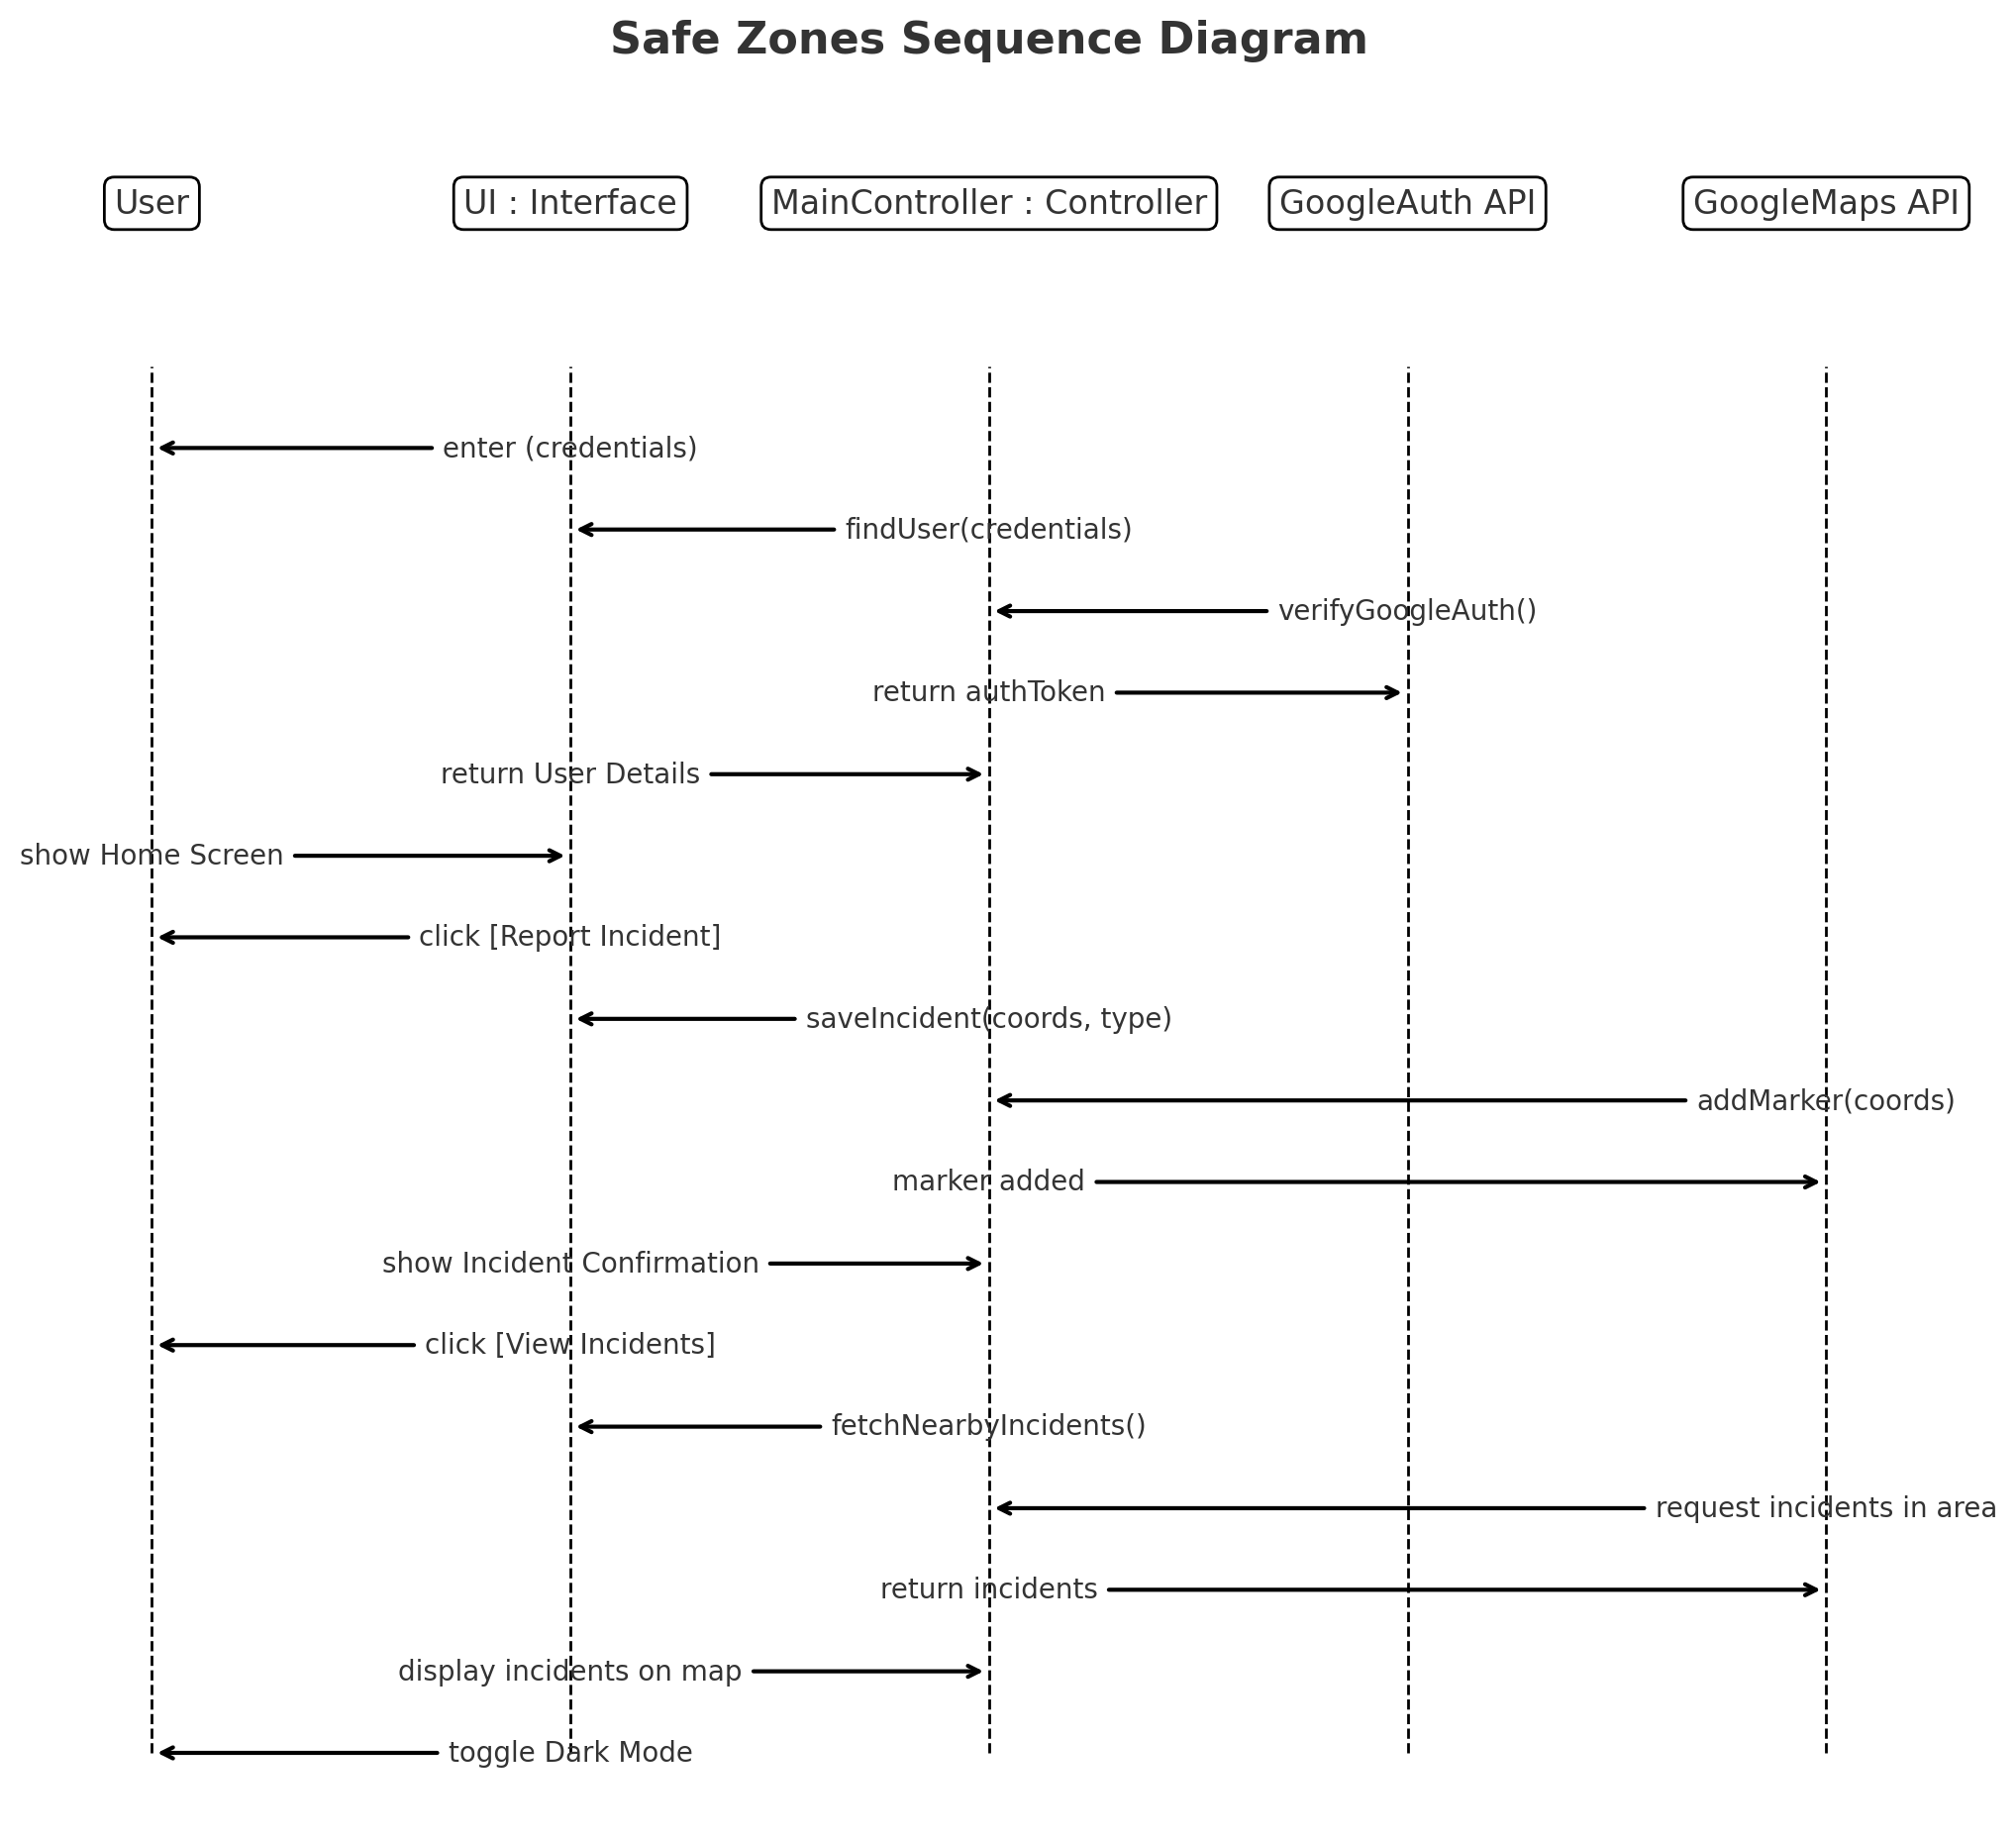 Safe Zones Sequence Diagram
User
UI : Interface
MainController : Controller
GoogleAuth API
GoogleMaps API
enter (credentials)
findUser(credentials)
verifyGoogleAuth()
return authToken
return User Details
show Home Screen
click [Report Incident]
saveIncident(coords, type)
addMarker(coords)
marker added
show Incident Confirmation
click [View Incidents]
fetchNearbyIncidents()
request incidents in area
return incidents
display incidents on map
toggle Dark Mode